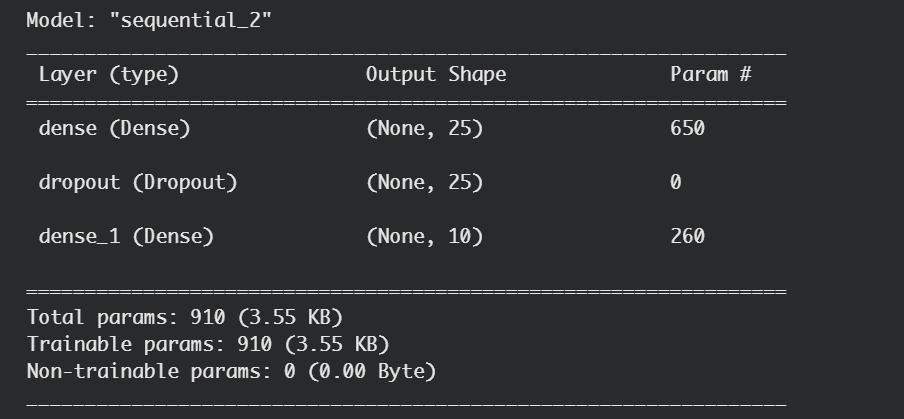 Model: "sequential_2"
_________________________________________________________________
Layer (type) Output Shape Param #
=================================================================
dense (Dense) (None, 25) 650
dropout (Dropout) (None, 25) 0
dense_1 (Dense) (None, 10) 260
=================================================================
Total params: 910 (3.55 KB)
Trainable params: 910 (3.55 KB)
Non-trainable params: 0 (0.00 Byte)
_________________________________________________________________